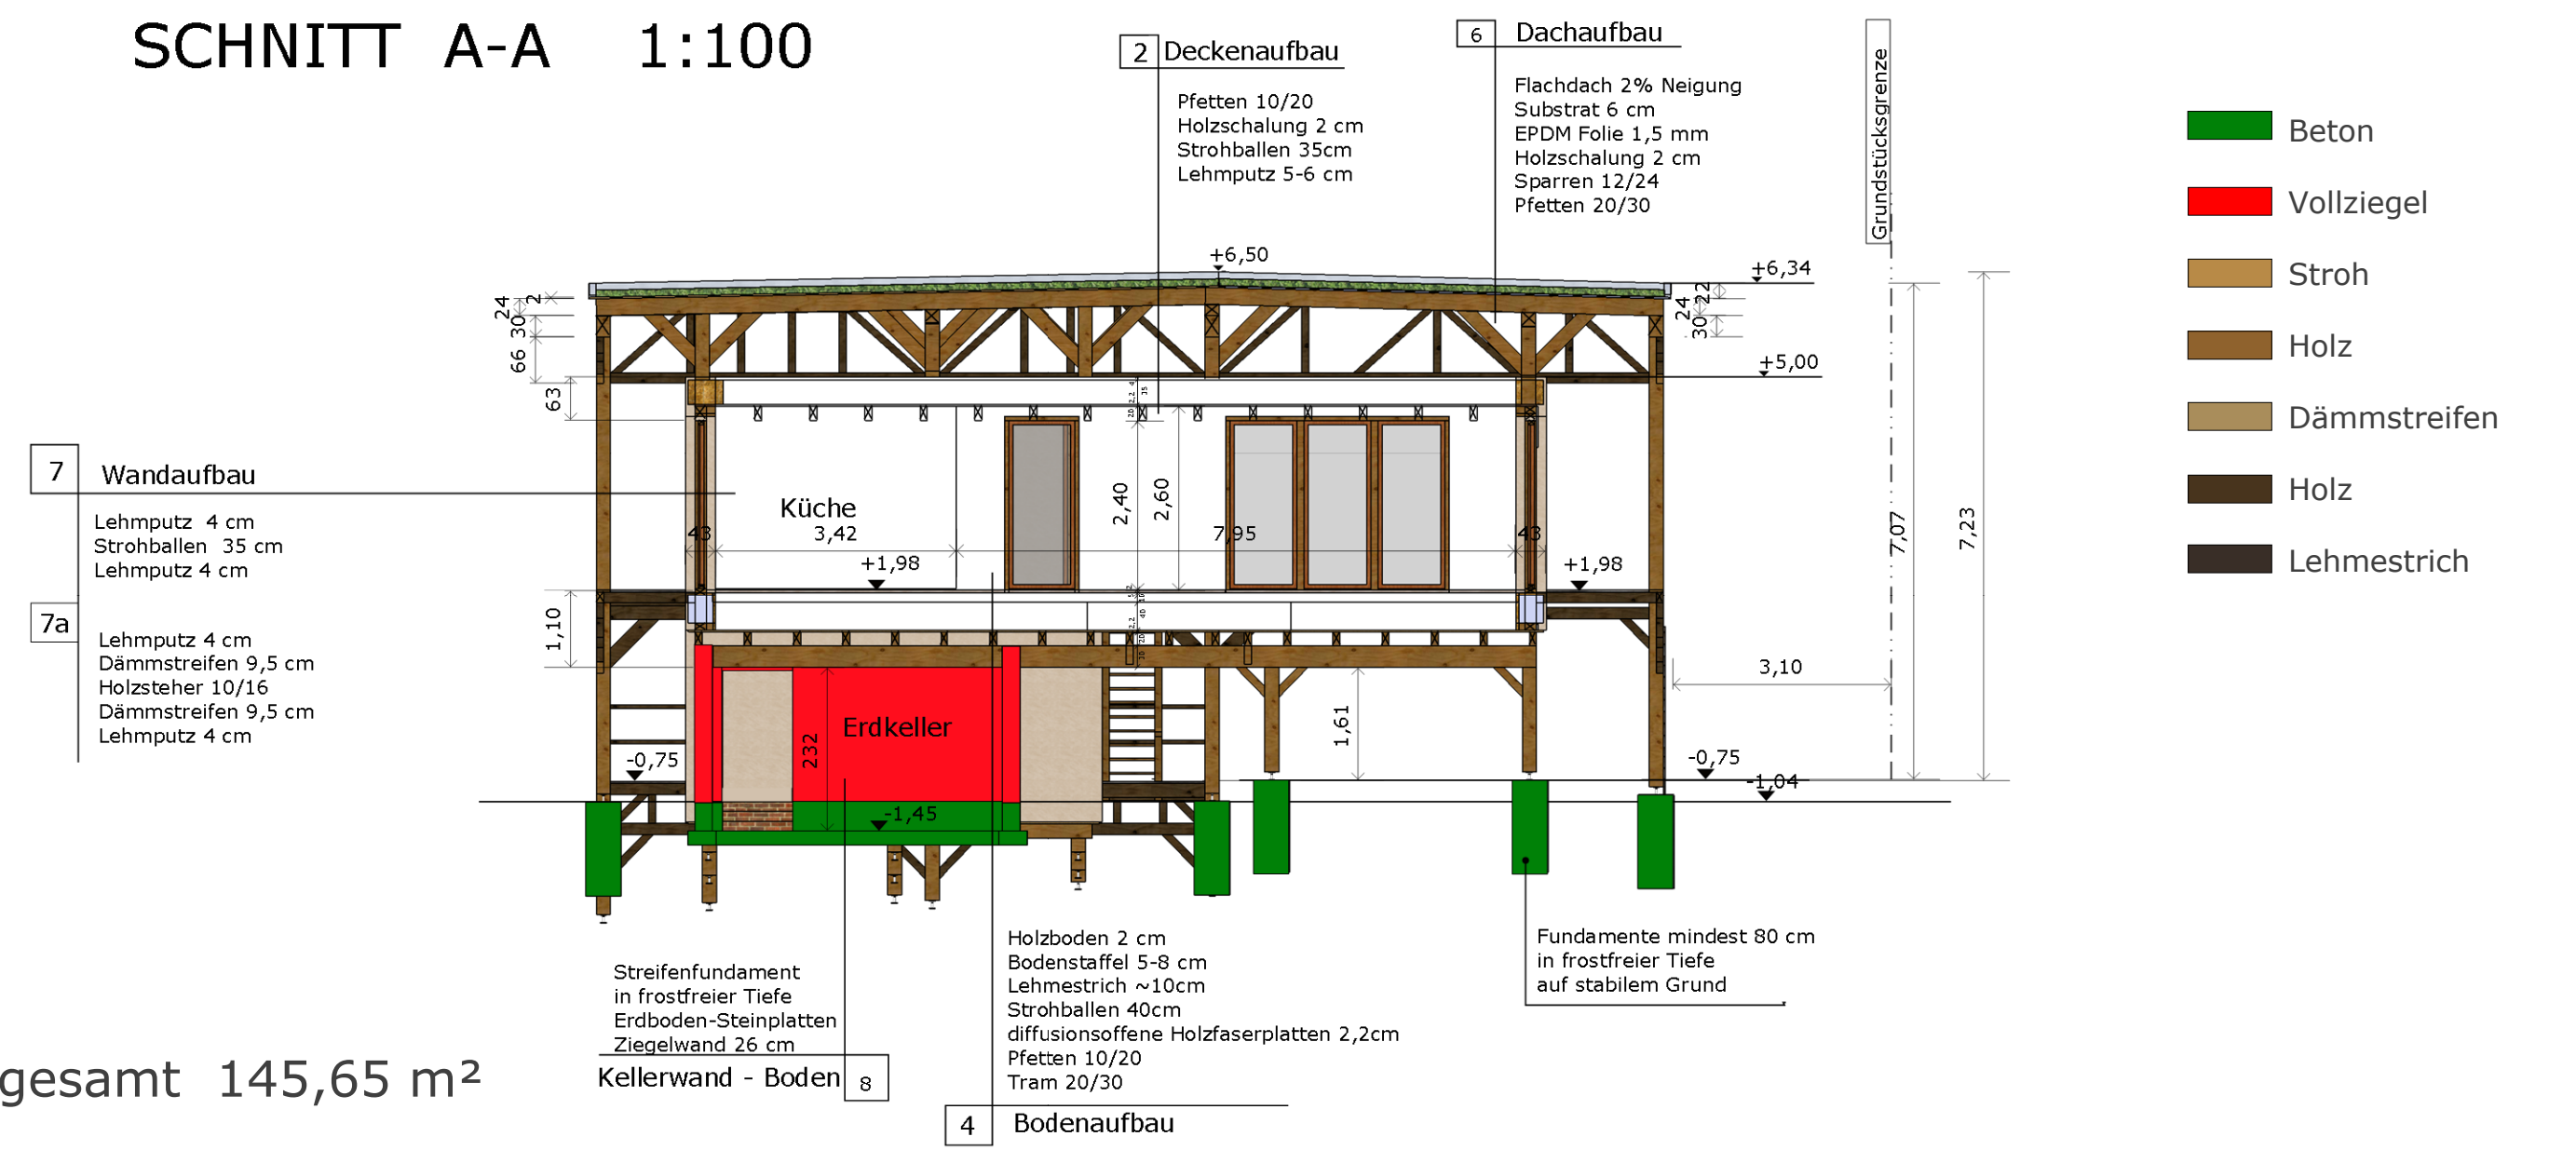 SCHNITT A-A 1:100
2 Deckenaufbau
Pfetten 10/20
Holzschalung 2 cm
Strohballen 35cm
Lehmputz 5-6 cm
6 Dachaufbau
Flachdach 2% Neigung
Substrat 6 cm
EPDM Folie 1,5 mm
Holzschalung 2 cm
Sparren 12/24
Pfetten 20/30
Grundstücksgrenze
Beton
Vollziegel
Stroh
Holz
Dämmstreifen
Holz
Lehmestrich
+6,50
+6,34
+5,00
24
2
30
66
63
22
24
30
7 Wandaufbau
Lehmputz 4 cm
Strohballen 35 cm
Lehmputz 4 cm
7a
Lehmputz 4 cm
Dämmstreifen 9,5 cm
Holzsteher 10/16
Dämmstreifen 9,5 cm
Lehmputz 4 cm
Küche
43
3,42
7,95
43
2,40
2,60
+1,98
+1,98
7,07
7,23
1,10
3,10
1,61
Erdkeller
232
-0,75
-0,75
-1,04
-1,45
Streifenfundament
in frostfreier Tiefe
Erdboden-Steinplatten
Ziegelwand 26 cm
Kellerwand - Boden 8
Holzboden 2 cm
Bodenstaffel 5-8 cm
Lehmestrich ~10cm
Strohballen 40cm
diffusionsoffene Holzfaserplatten 2,2cm
Pfetten 10/20
Tram 20/30
4 Bodenaufbau
Fundamente mindest 80 cm
in frostfreier Tiefe
auf stabilem Grund
gesamt 145,65 m²